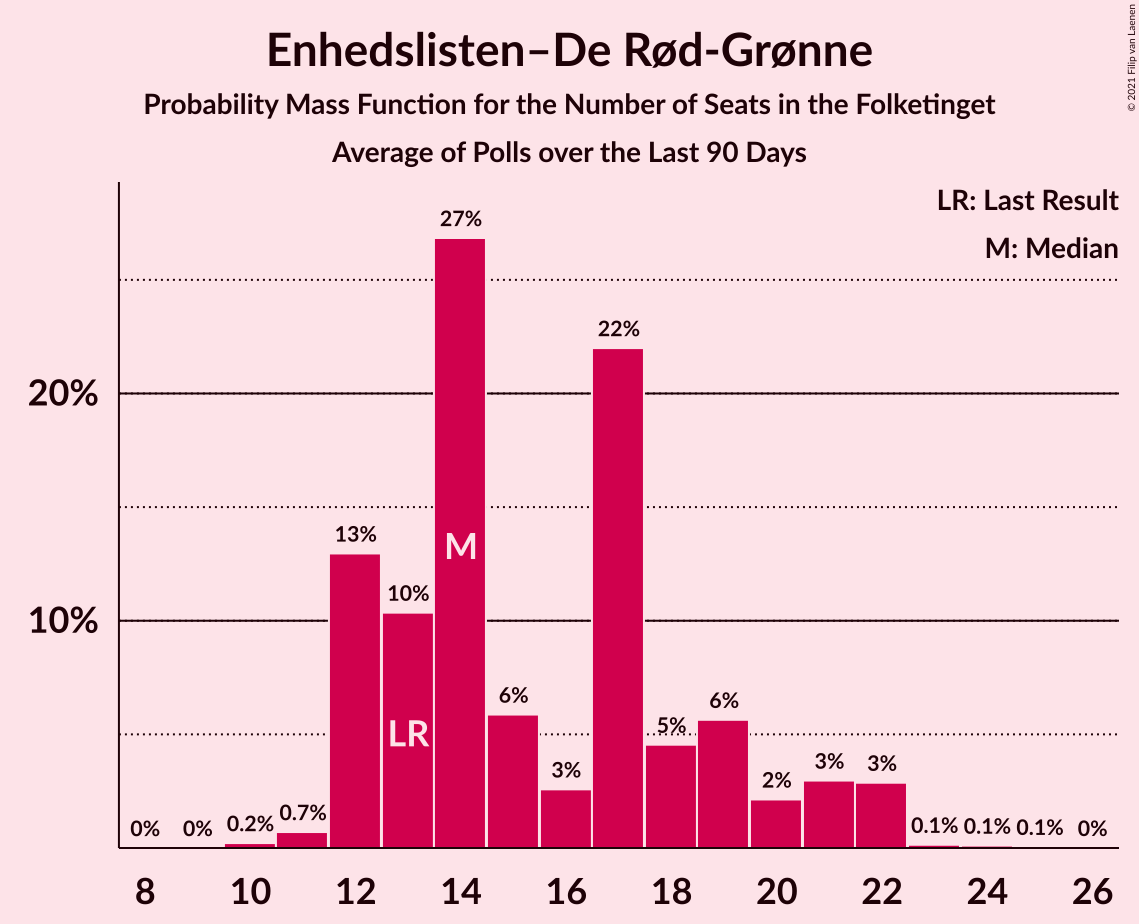 Enhedslisten–De Rød-Grønne
Probability Mass Function for the Number of Seats in the Folketinget
Average of Polls over the Last 90 Days
© 2021 Filip van Laenen
LR: Last Result
M: Median
20%
10%
0%
0%
0.2%
0.7%
13%
10%
27%
6%
3%
22%
5%
6%
2%
3%
3%
0.1%
0.1%
0.1%
0%
M
LR
8 10 12 14 16 18 20 22 24 26